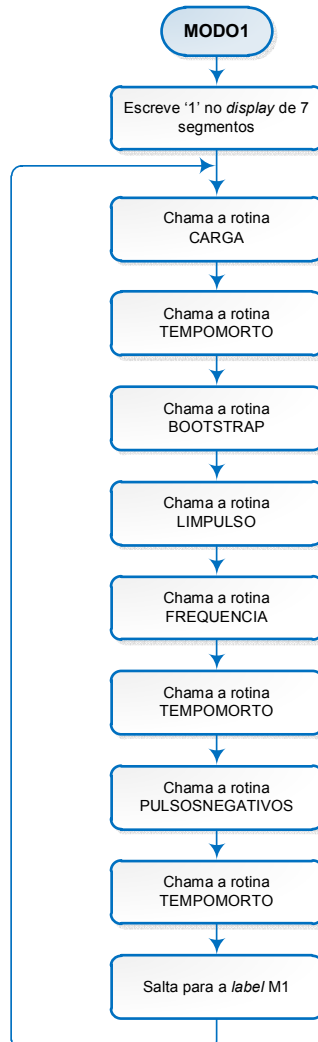 MODO1
Escreve ‘1’ no display de 7
segmentos
Chama a rotina
CARGA
Chama a rotina
TEMPOMORTO
Chama a rotina
BOOTSTRAP
Chama a rotina
LIMPULSO
Chama a rotina
FREQUENCIA
Chama a rotina
TEMPOMORTO
Chama a rotina
PULSOSNEGATIVOS
Chama a rotina
TEMPOMORTO
Salta para a label M1